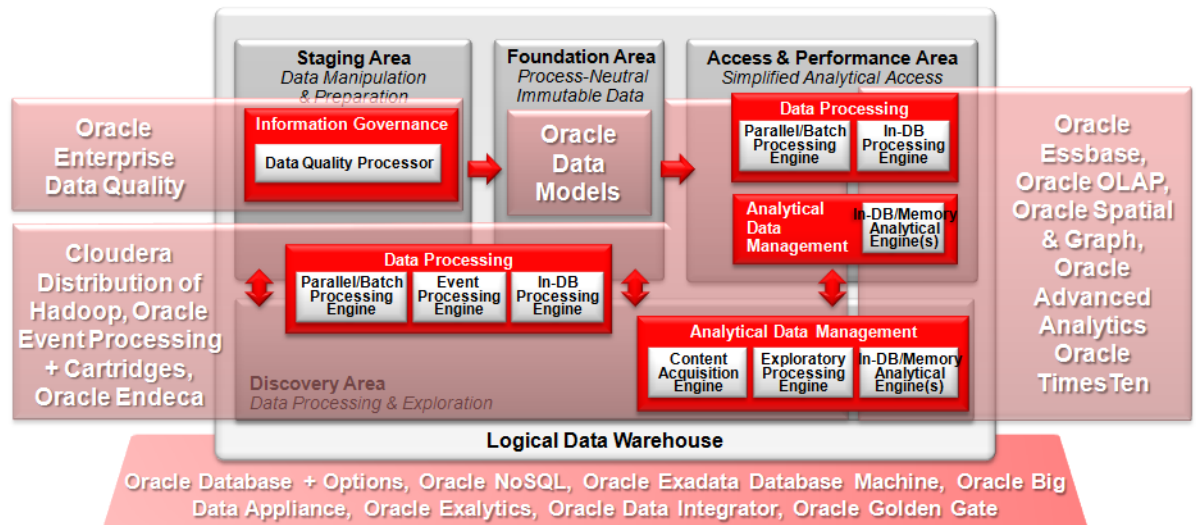 Staging Area
Data Manipulation
& Preparation
Foundation Area
Process-Neutral
Immutable Data
Access & Performance Area
Simplified Analytical Access
Oracle
Enterprise
Data Quality
Information Governance
Data Quality Processor
Oracle
Data
Models
Data Processing
Parallel/Batch
Processing
Engine
In-DB
Processing
Engine
Analytical
Data
Management
In-DB/Memory
Analytical
Engine(s)
Oracle
Essbase,
Oracle OLAP,
Oracle Spatial
& Graph,
Oracle
Advanced
Analytics
Oracle
TimesTen
Cloudera
Distribution of
Hadoop, Oracle
Event Processing
+ Cartridges,
Oracle Endeca
Data Processing
Parallel/Batch
Processing
Engine
Event
Processing
Engine
In-DB
Processing
Engine
Analytical Data Management
Content
Acquisition
Engine
Exploratory
Processing
Engine
In-DB/Memory
Analytical
Engine(s)
Discovery Area
Data Processing & Exploration
Logical Data Warehouse
Oracle Database + Options, Oracle NoSQL, Oracle Exadata Database Machine, Oracle Big
Data Appliance, Oracle Exalytics, Oracle Data Integrator, Oracle Golden Gate